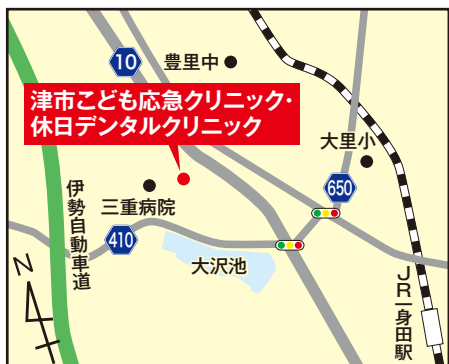 10
豊里中
津市こども応急クリニック・
休日デンタルクリニック
大里小
650
三重病院
410
伊勢自動車道
大沢池
N
JR一身田駅